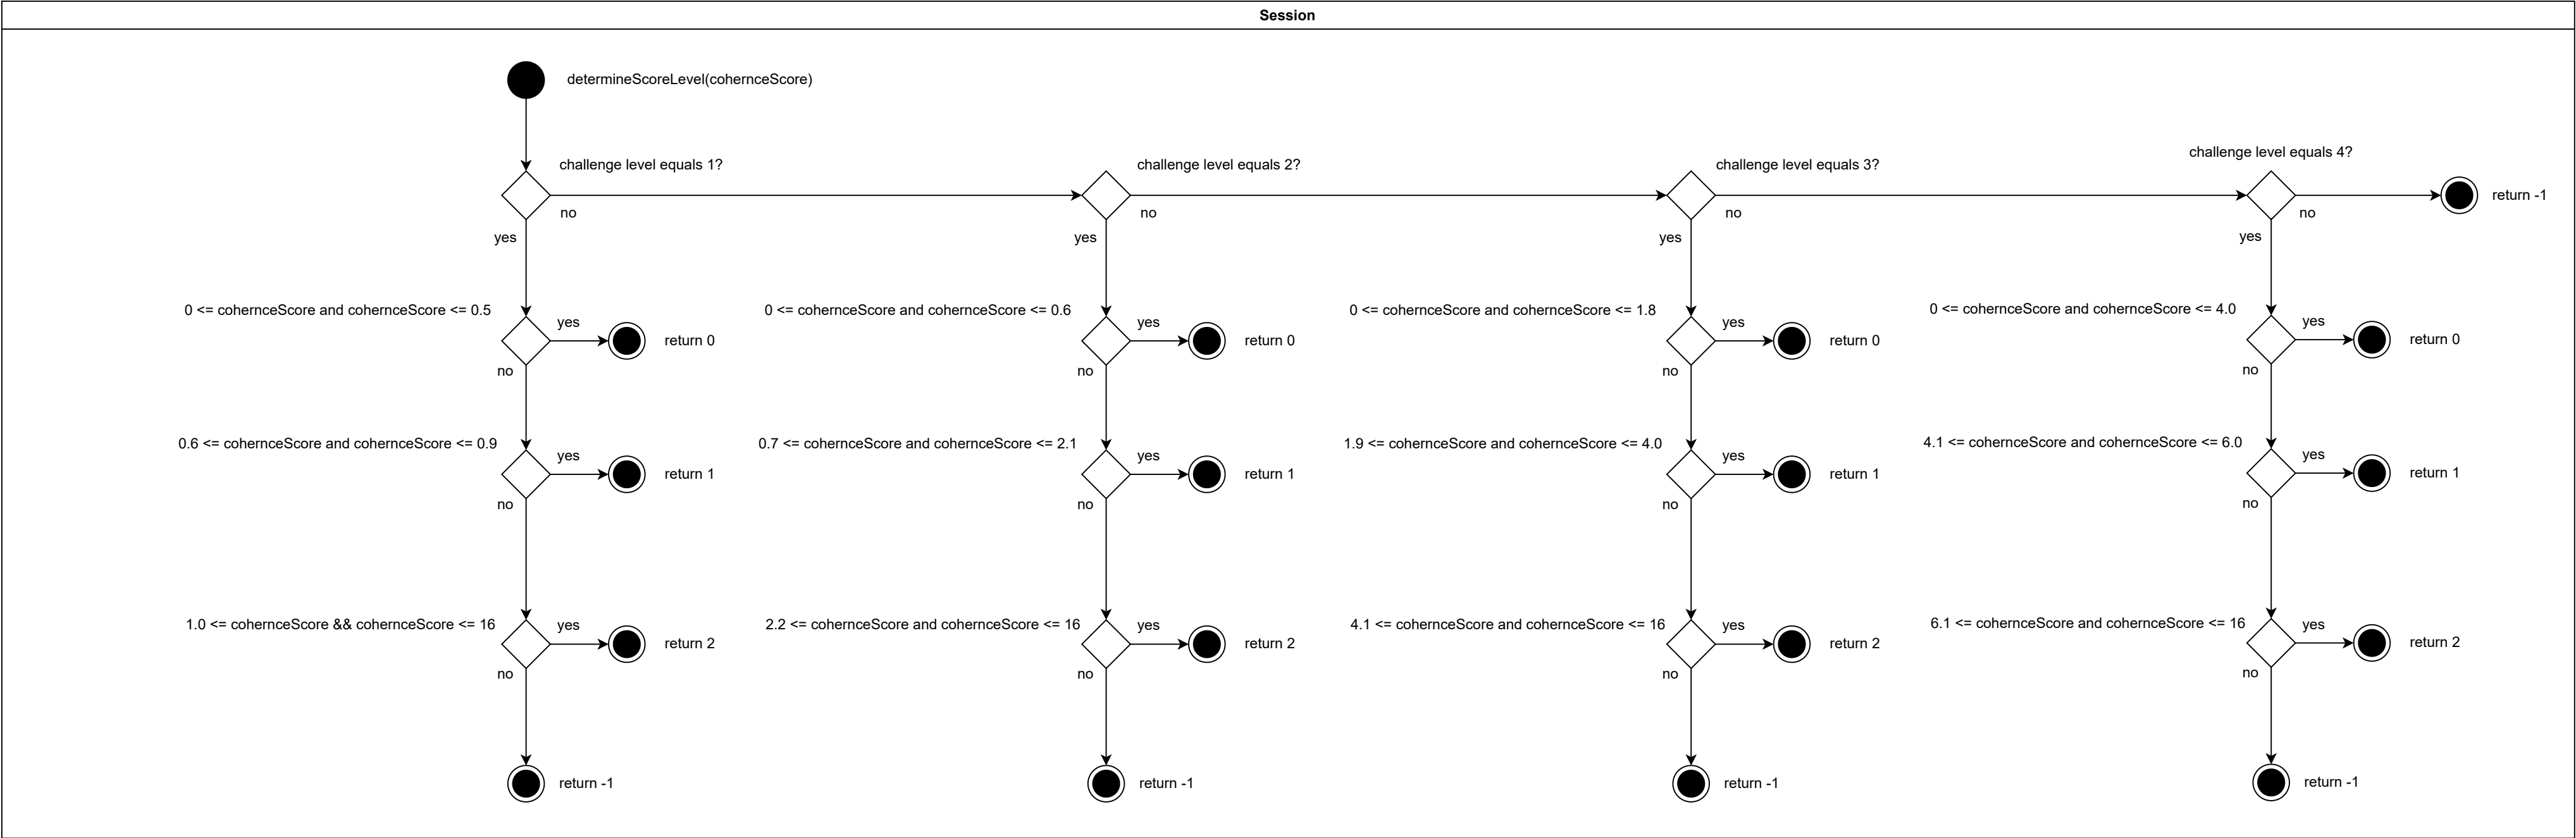 Session
determineScoreLevel(cohernceScore)
challenge level equals 1?
challenge level equals 2?
challenge level equals 3?
challenge level equals 4?
no
no
no
no
return -1
yes
yes
yes
yes
0 <= cohernceScore and cohernceScore <= 0.5
yes
return 0
no
0 <= cohernceScore and cohernceScore <= 0.6
yes
return 0
no
0 <= cohernceScore and cohernceScore <= 1.8
yes
return 0
no
0 <= cohernceScore and cohernceScore <= 4.0
yes
return 0
no
0.6 <= cohernceScore and cohernceScore <= 0.9
yes
return 1
no
0.7 <= cohernceScore and cohernceScore <= 2.1
yes
return 1
no
1.9 <= cohernceScore and cohernceScore <= 4.0
yes
return 1
no
4.1 <= cohernceScore and cohernceScore <= 6.0
yes
return 1
no
1.0 <= cohernceScore && cohernceScore <= 16
yes
return 2
no
2.2 <= cohernceScore and cohernceScore <= 16
yes
return 2
no
4.1 <= cohernceScore and cohernceScore <= 16
yes
return 2
no
6.1 <= cohernceScore and cohernceScore <= 16
yes
return 2
no
return -1
return -1
return -1
return -1